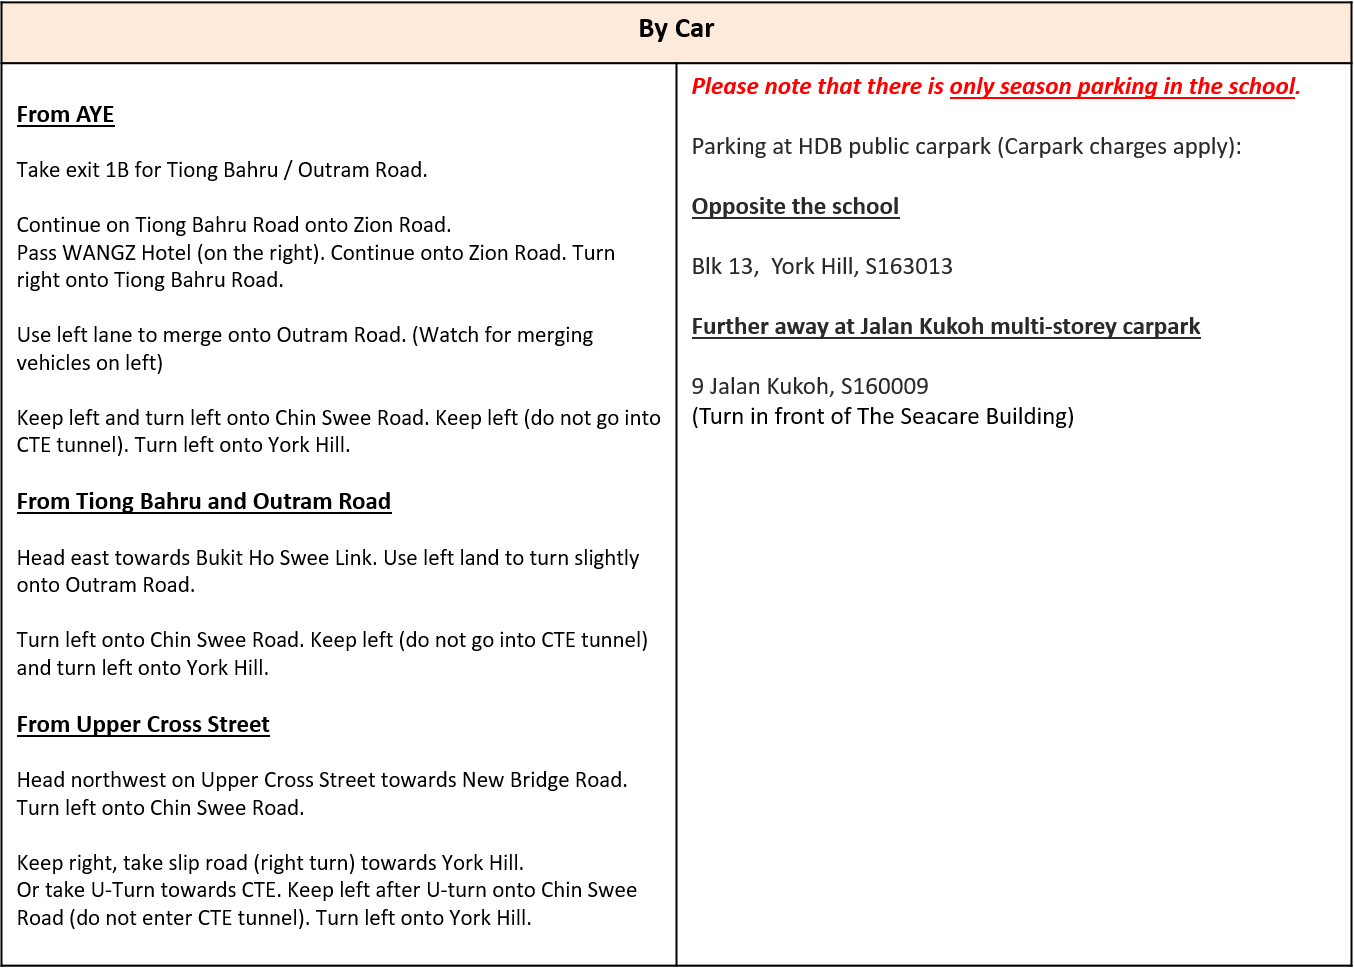 By Car
From AYE
Take exit 1B for Tiong Bahru / Outram Road.
Continue on Tiong Bahru Road onto Zion Road.
Pass WANGZ Hotel (on the right). Continue onto Zion Road. Turn
right onto Tiong Bahru Road.
Use left lane to merge onto Outram Road. (Watch for merging
vehicles on left)
Keep left and turn left onto Chin Swee Road. Keep left (do not go into
CTE tunnel). Turn left onto York Hill.
From Tiong Bahru and Outram Road
Head east towards Bukit Ho Swee Link. Use left land to turn slightly
onto Outram Road.
Turn left onto Chin Swee Road. Keep left (do not go into CTE tunnel)
and turn left onto York Hill.
From Upper Cross Street
Head northwest on Upper Cross Street towards New Bridge Road.
Turn left onto Chin Swee Road.
Keep right, take slip road (right turn) towards York Hill.
Or take U-Turn towards CTE. Keep left after U-turn onto Chin Swee
Road (do not enter CTE tunnel). Turn left onto York Hill.
Please note that there is only season parking in the school.
Parking at HDB public carpark (Carpark charges apply):
Opposite the school
Blk 13,  York Hill, S163013
Further away at Jalan Kukoh multi-storey carpark
9 Jalan Kukoh, S160009
(Turn in front of The Seacare Building)